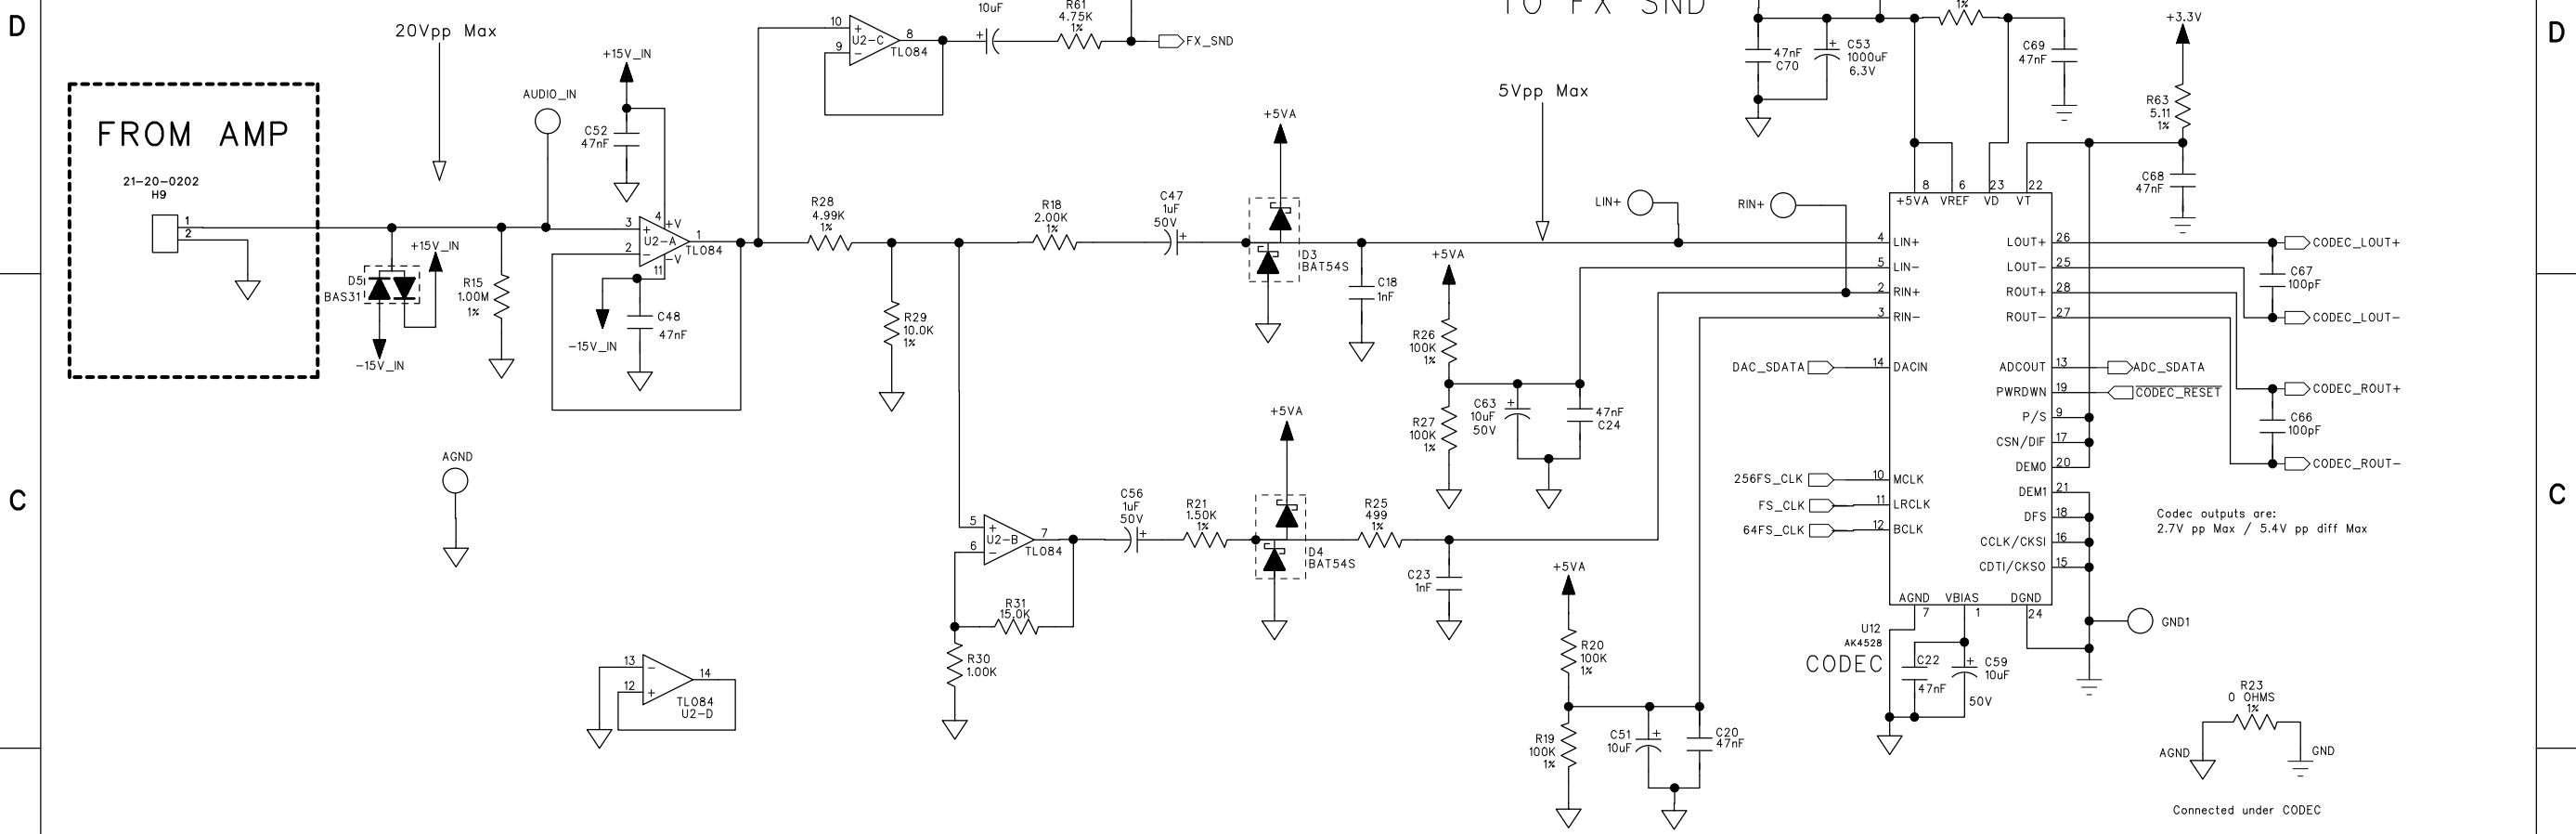 D
20Vpp Max
10uF
R61
4.75K
1%
10
9
8
U2-C
TL084
FX_SND
TO FX SND
1%
47nF
C70
C53
1000uF
6.3V
C69
47nF
+3.3V
D
+15V_IN
AUDIO_IN
C52
47nF
FROM AMP
21-20-0202
H9
1
2
+5VA
5Vpp Max
R63
5.11
1%
C68
47nF
D5
BAS31
+15V_IN
-15V_IN
R15
1.00M
1%
3
2
4
+V
U2-A
-V
11
1
TL084
-15V_IN
C48
47nF
R28
4.99K
1%
R18
2.00K
1%
C47
1uF
50V
R29
10.0K
1%
D3
BAT54S
C18
1nF
LIN+
RIN+
+5VA
R26
100K
1%
R27
100K
1%
C63
10uF
50V
47nF
C24
8
6
23
22
+5VA
VREF
VD
VT
4
LIN+
5
LIN-
2
RIN+
3
RIN-
14
DACIN
10
MCLK
11
LRCLK
12
BCLK
LOUT+
26
LOUT-
25
ROUT+
28
ROUT-
27
ADCOUT
13
PWRDWN
19
P/S
9
CSN/DIF
17
DEM0
20
DEM1
21
DFS
18
CCLK/CKSI
16
CDTI/CKSO
15
AGND
VBIAS
DGND
7
1
24
DAC_SDATA
256FS_CLK
FS_CLK
64FS_CLK
CODEC_LOUT+
C67
100pF
CODEC_LOUT-
ADC_SDATA
CODEC_RESET
CODEC_ROUT+
C66
100pF
CODEC_ROUT-
C
AGND
5
6
7
U2-B
TL084
C56
1uF
50V
R21
1.50K
1%
+5VA
D4
BAT54S
R25
499
1%
C23
1nF
R31
15.0K
R30
1.00K
Codec outputs are:
2.7V pp Max / 5.4V pp diff Max
C
+5VA
R20
100K
1%
R19
100K
1%
C51
10uF
C20
47nF
U12
AK4528
CODEC
C22
47nF
C59
10uF
50V
GND1
13
12
14
TL084
U2-D
R23
0 OHMS
1%
AGND
GND
Connected under CODEC